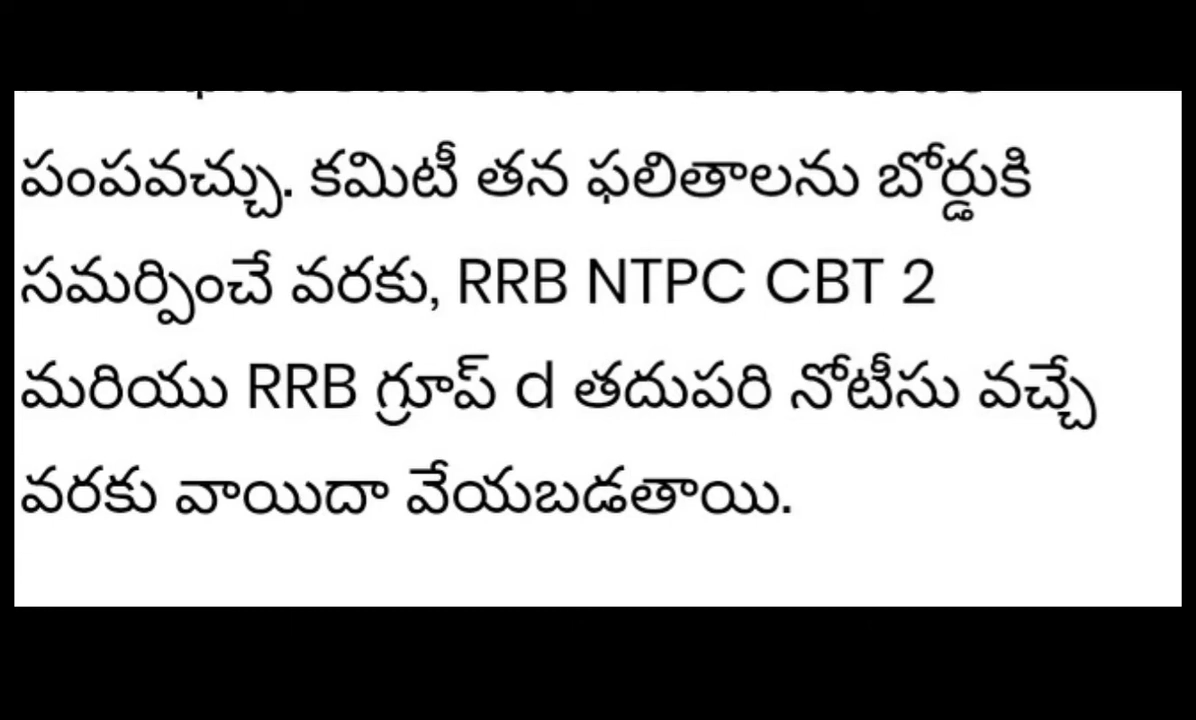 పంపవచ్చు. కమిటీ తన ఫలితాలను బోర్డుకి
సమర్పించే వరకు, RRB NTPC CBT 2
మరియు RRB గ్రూప్ d తదుపరి నోటీసు వచ్చే
వరకు వాయిదా వేయబడతాయి.